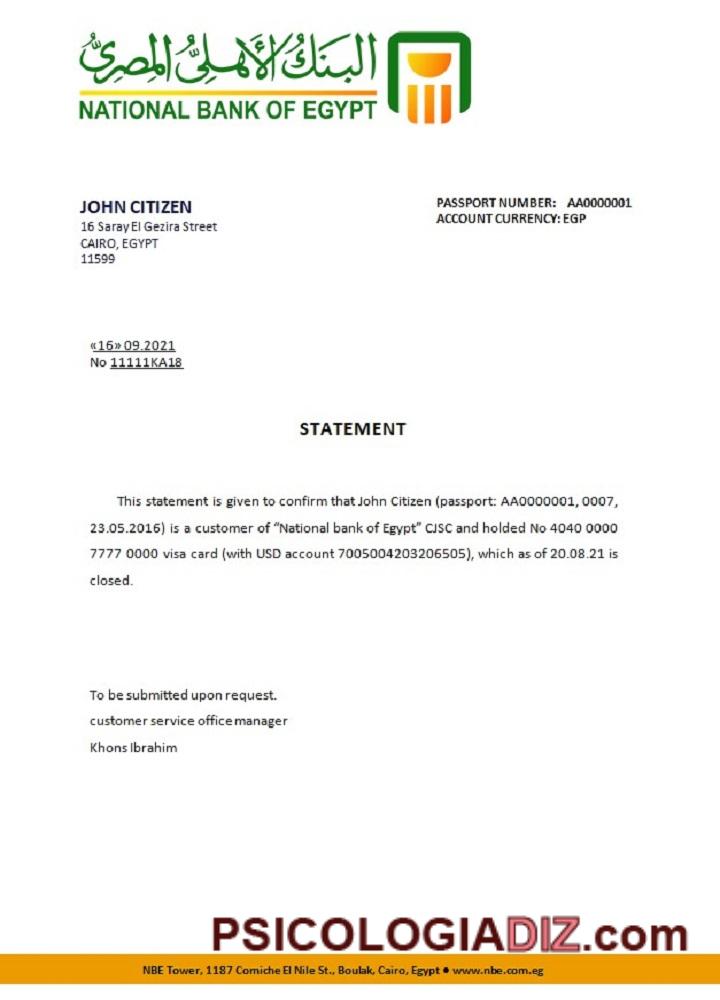 البنك الأهلي المصري
NATIONAL BANK OF EGYPT
JOHN CITIZEN
16 Saray El Gezira Street
CAIRO, EGYPT
11599
PASSPORT NUMBER: AA0000001
ACCOUNT CURRENCY: EGP
«16» 09.2021
No 11111KA18
STATEMENT
This statement is given to confirm that John Citizen (passport: AA0000001, 0007,
23.05.2016) is a customer of “National bank of Egypt” CJSC and holded No 4040 0000
7777 0000 visa card (with USD account 7005004203206505), which as of 20.08.21 is
closed.
To be submitted upon request.
customer service office manager
Khons Ibrahim
PSICOLOGIADIZ.com
NBE Tower, 1187 Corniche El Nile St., Boulak, Cairo, Egypt ● www.nbe.com.eg